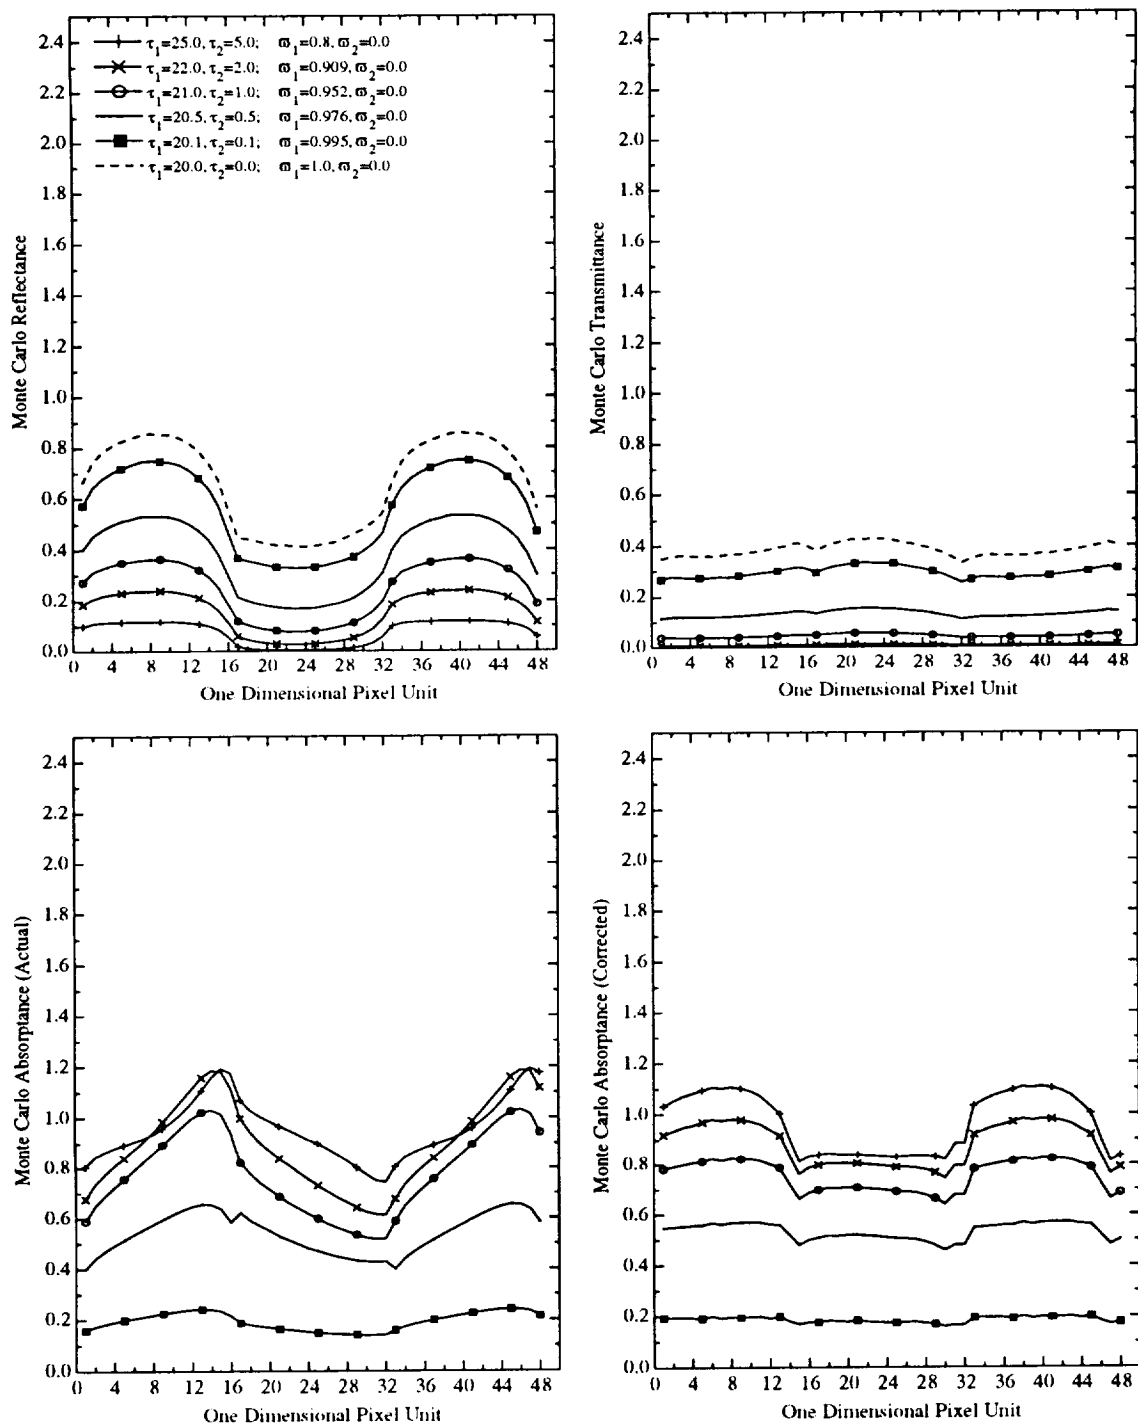 2.4
2.2
2.0
1.8
1.6
1.4
1.2
1.0
0.8
0.6
0.4
0.2
0.0
Monte Carlo Reflectance
τ1=25.0, τ2=5.0; ϖ1=0.8, ϖ2=0.0
τ1=22.0, τ2=2.0; ϖ1=0.909, ϖ2=0.0
τ1=21.0, τ2=1.0; ϖ1=0.952, ϖ2=0.0
τ1=20.5, τ2=0.5; ϖ1=0.976, ϖ2=0.0
τ1=20.1, τ2=0.1; ϖ1=0.995, ϖ2=0.0
τ1=20.0, τ2=0.0; ϖ1=1.0, ϖ2=0.0
0 4 8 12 16 20 24 28 32 36 40 44 48
One Dimensional Pixel Unit
2.4
2.2
2.0
1.8
1.6
1.4
1.2
1.0
0.8
0.6
0.4
0.2
0.0
Monte Carlo Transmittance
0 4 8 12 16 20 24 28 32 36 40 44 48
One Dimensional Pixel Unit
2.4
2.2
2.0
1.8
1.6
1.4
1.2
1.0
0.8
0.6
0.4
0.2
0.0
Monte Carlo Absorptance (Actual)
0 4 8 12 16 20 24 28 32 36 40 44 48
One Dimensional Pixel Unit
2.4
2.2
2.0
1.8
1.6
1.4
1.2
1.0
0.8
0.6
0.4
0.2
0.0
Monte Carlo Absorptance (Corrected)
0 4 8 12 16 20 24 28 32 36 40 44 48
One Dimensional Pixel Unit